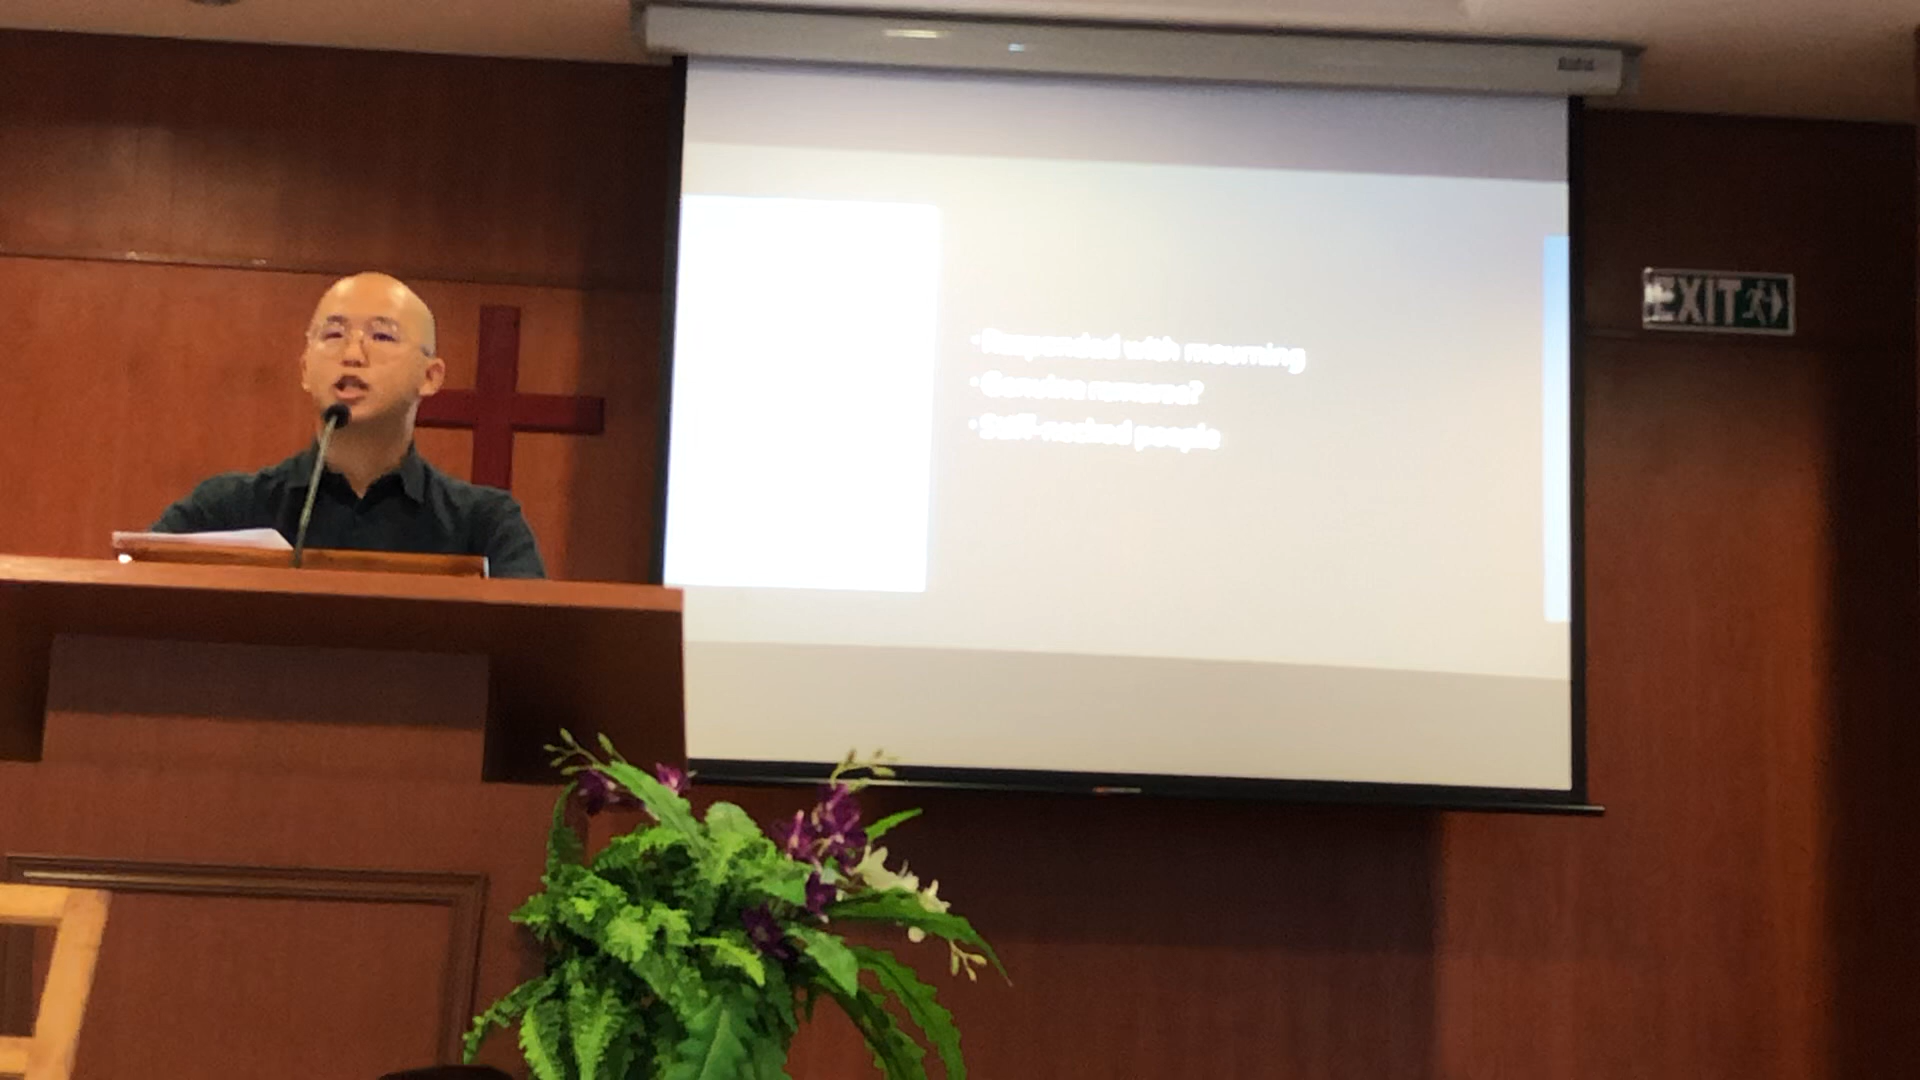 • Responded with mourning
• Genuine remorse?
• Stiff-necked people
EXIT